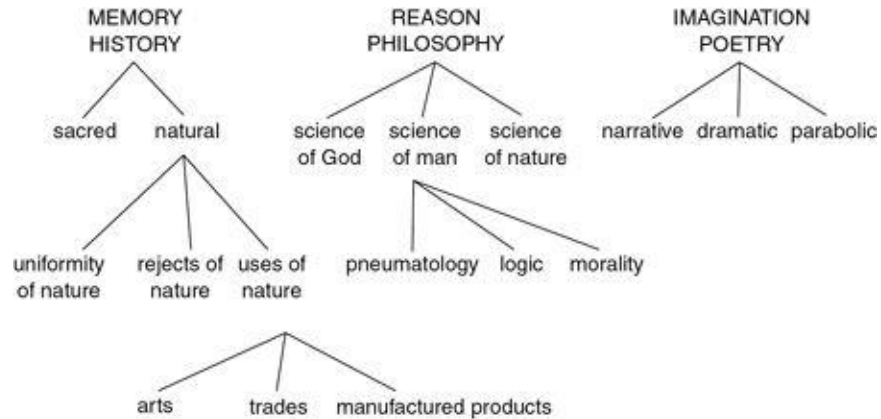 MEMORY
HISTORY
REASON
PHILOSOPHY
IMAGINATION
POETRY
sacred
natural
science
of God
science
of man
science
of nature
narrative
dramatic
parabolic
uniformity
of nature
rejects of
nature
uses of
nature
pneumatology
logic
morality
arts
trades
manufactured products